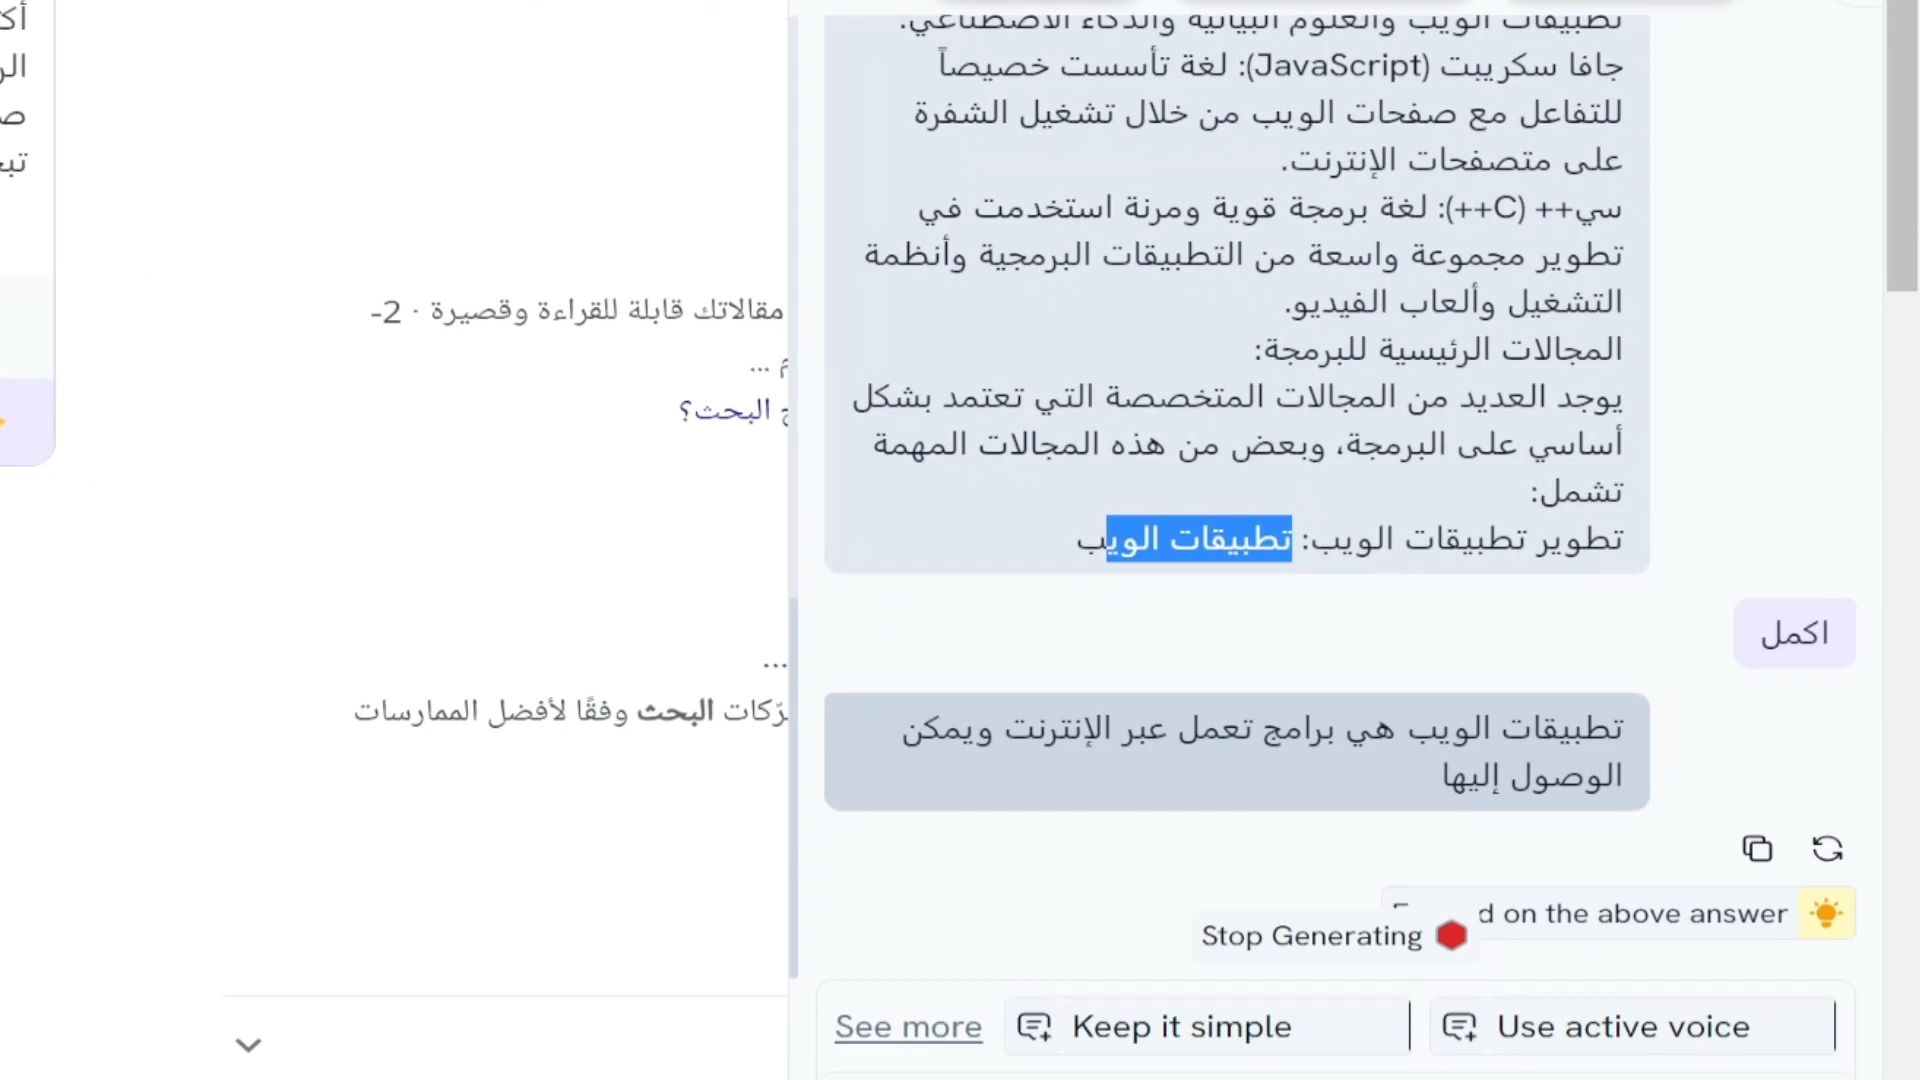 تطبيقات الويب والعلوم البيانية والذكاء الاصطناعي.
جافا سكريبت (JavaScript): لغة تأسست خصيصاً
للتفاعل مع صفحات الويب من خلال تشغيل الشفرة
على متصفحات الإنترنت.
سي++ (C++): لغة برمجة قوية ومرنة استخدمت في
تطوير مجموعة واسعة من التطبيقات البرمجية وأنظمة
التشغيل وألعاب الفيديو.
المجالات الرئيسية للبرمجة:
يوجد العديد من المجالات المتخصصة التي تعتمد بشكل
أساسي على البرمجة، وبعض من هذه المجالات المهمة
تشمل:
تطوير تطبيقات الويب: تطبيقات الويب
اكمل
تطبيقات الويب هي برامج تعمل عبر الإنترنت ويمكن
الوصول إليها
d on the above answer
Stop Generating
See more
Keep it simple
Use active voice
مقالاتك قابلة للقراءة وقصيرة · 2-
...
البحث؟
...
البحث وفقًا لأفضل الممارسات